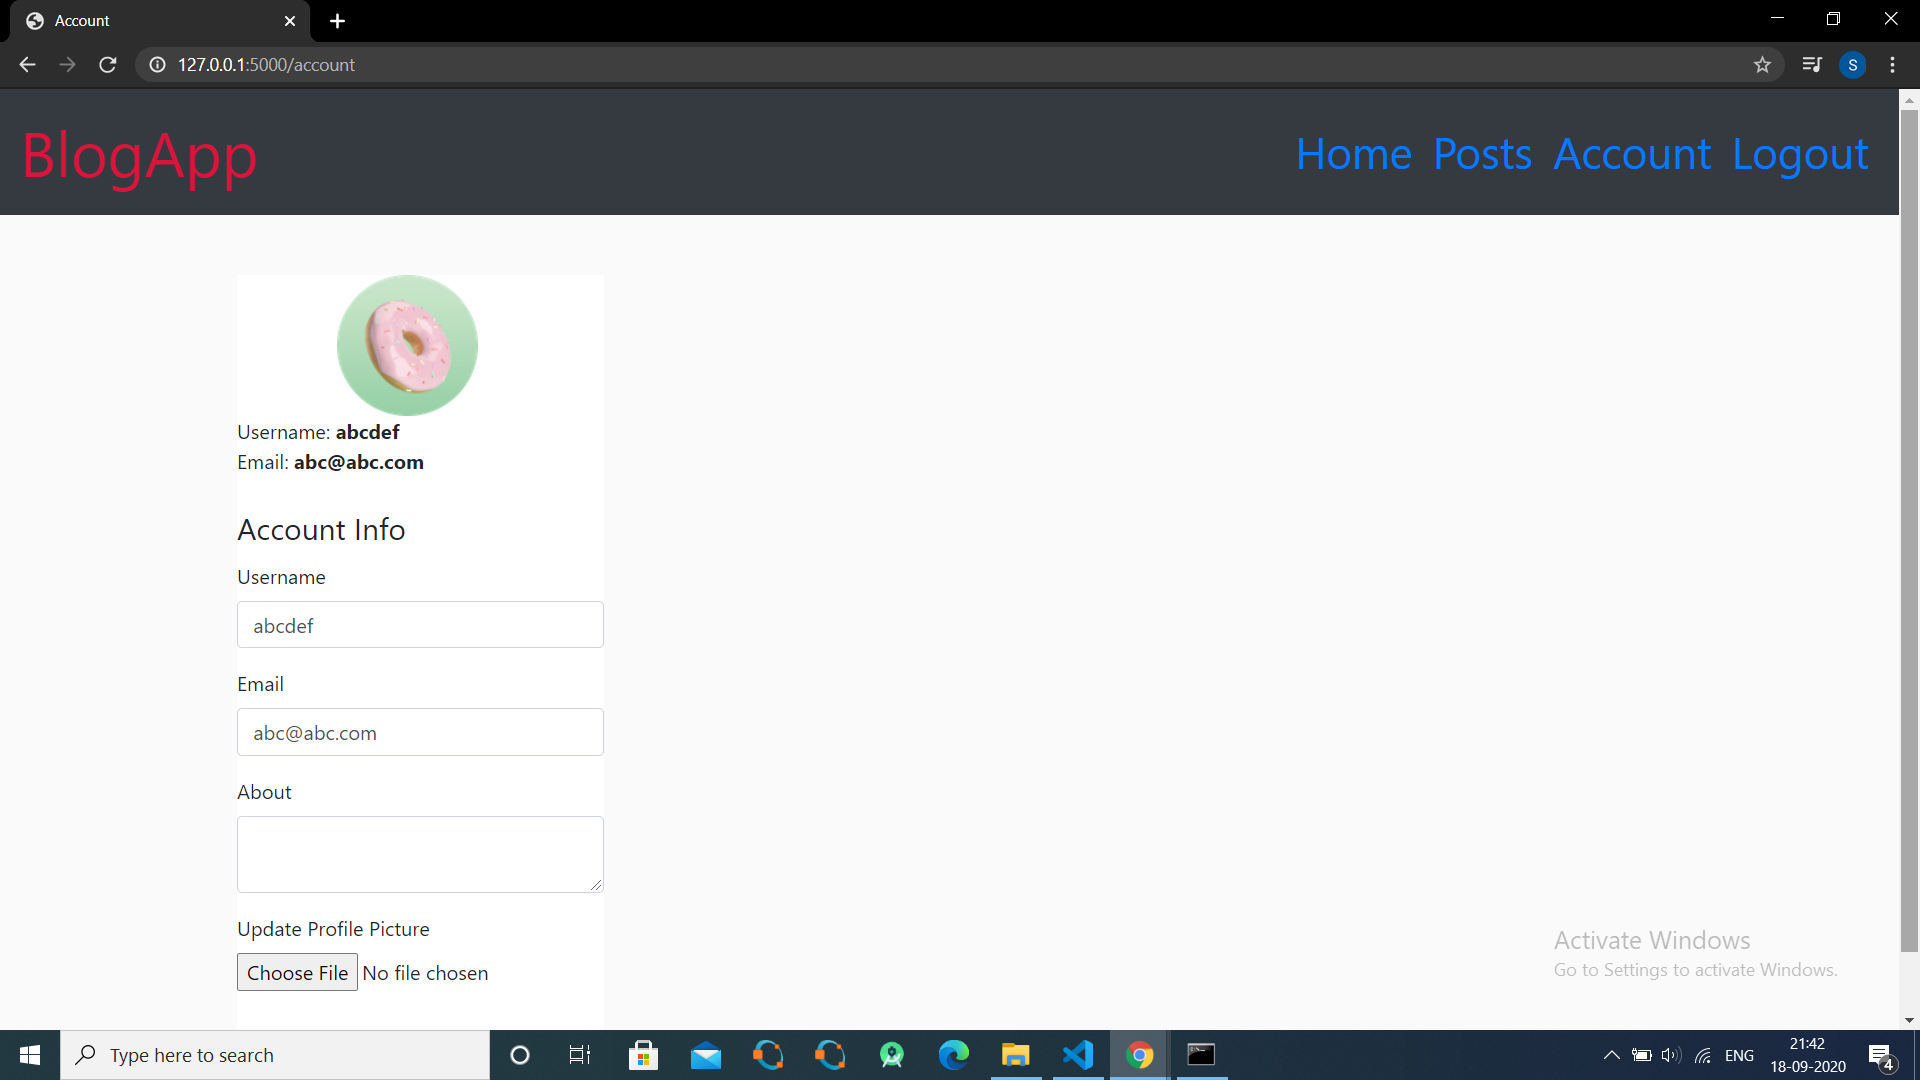 Account
127.0.0.1:5000/account
S
BlogApp
Home Posts Account Logout
Username: abcdef
Email: abc@abc.com
Account Info
Username
abcdef
Email
abc@abc.com
About
Update Profile Picture
Choose File No file chosen
Activate Windows
Go to Settings to activate Windows.
Type here to search
ENG
21:42
18-09-2020
4